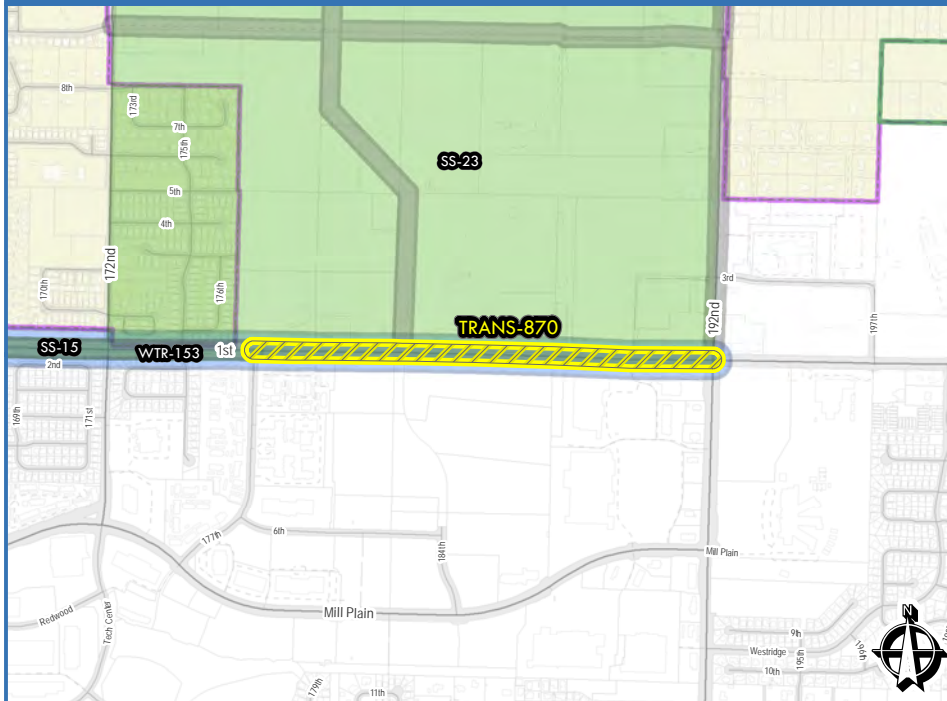 8th
173rd
7th
175th
SS-23
5th
4th
172nd
170th
176th
3rd
192nd
197th
TRANS-870
SS-15
WTR-153
1st
2nd
169th
171st
6th
177th
184th
Mill Plain
Mill Plain
Redwood
Tech Center
9th
Westridge
195th
196th
10th
179th
11th
N